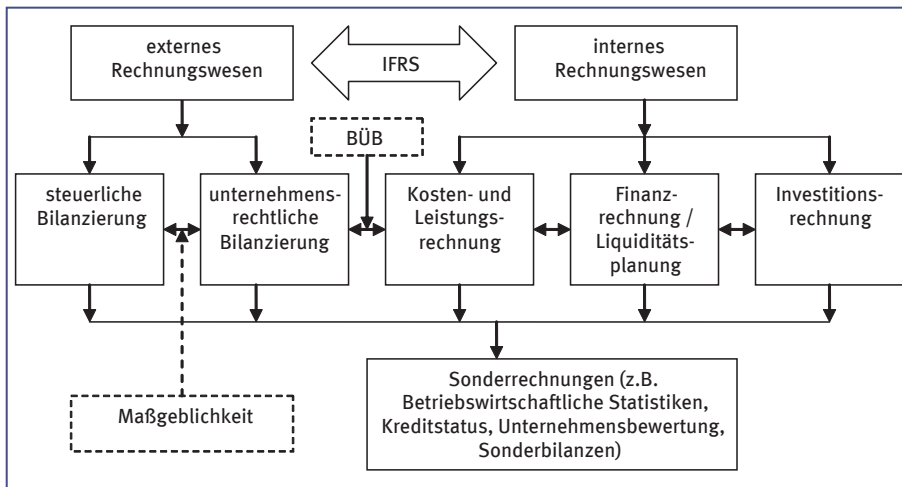 externes
Rechnungswesen
IFRS
internes
Rechnungswesen
BÜB
steuerliche
Bilanzierung
unternehmens-
rechtliche
Bilanzierung
Kosten- und
Leistungs-
rechnung
Finanz-
rechnung /
Liquiditäts-
planung
Investitions-
rechnung
Maßgeblichkeit
Sonderrechnungen (z.B.
Betriebswirtschaftliche Statistiken,
Kreditstatus, Unternehmensbewertung,
Sonderbilanzen)